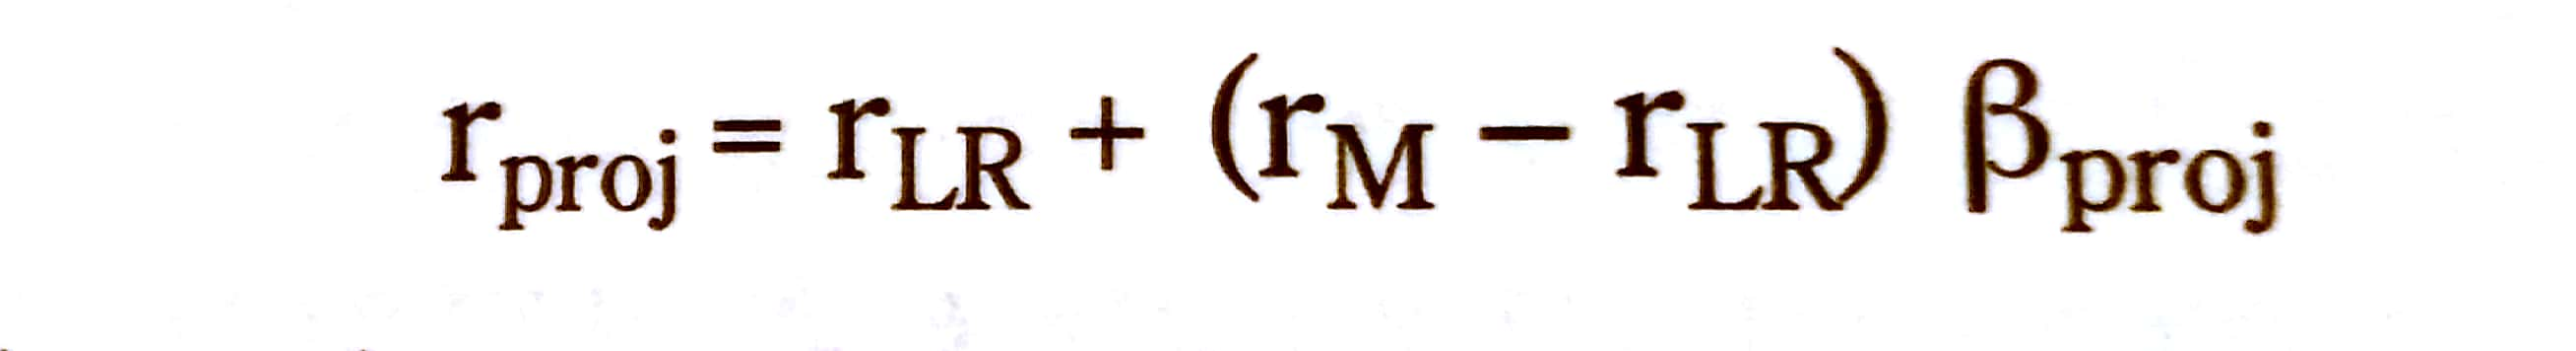 r_proj = r_LR + (r_M − r_LR) β_proj